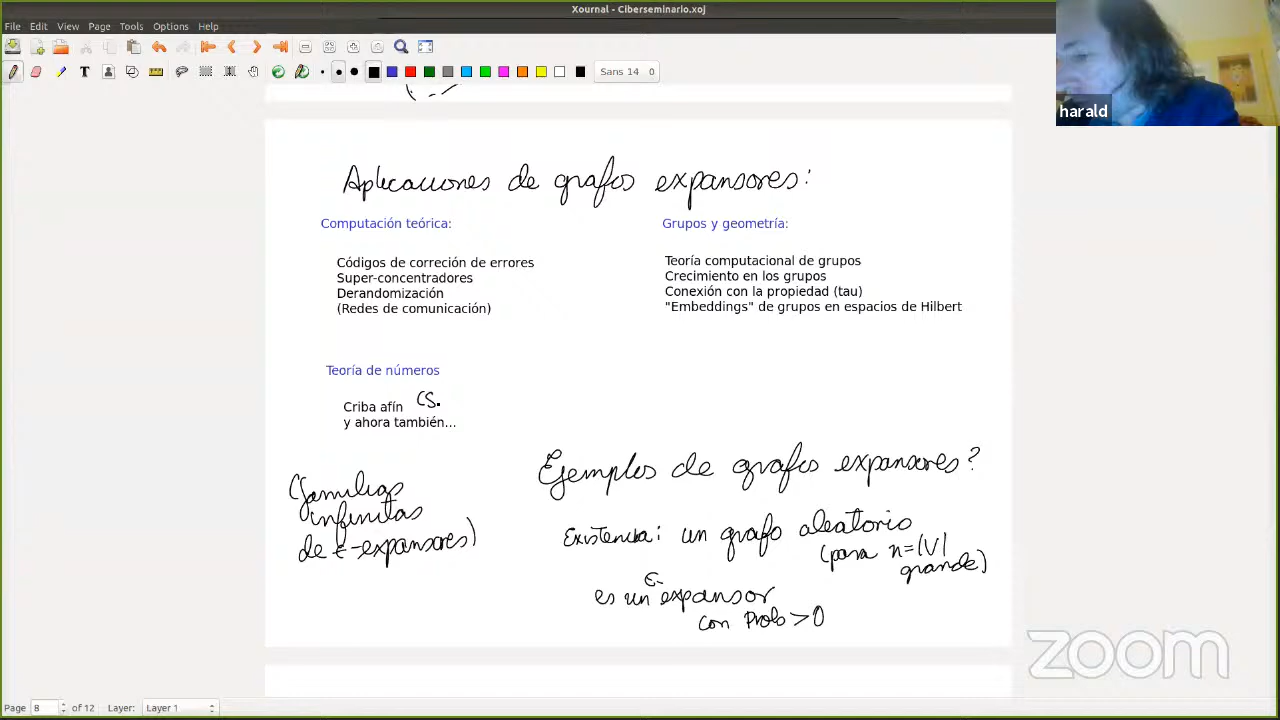 Xournal - Ciberseminario.xoj
File Edit View Page Tools Options Help
Sans 14 0
harald
Aplicaciones de grafos expansores:
Computación teórica:
Códigos de correción de errores
Super-concentradores
Derandomización
(Redes de comunicación)
Grupos y geometría:
Teoría computacional de grupos
Crecimiento en los grupos
Conexión con la propiedad (tau)
"Embeddings" de grupos en espacios de Hilbert
Teoría de números
Criba afín
y ahora también...
(familias
infinitas
de ε-expansores)
Ejemplos de grafos expansores?
Existencia: un grafo aleatorio
(para n=|V|
grande)
es un ε-expansor
con Prob > 0
zoom
Page 8 of 12 Layer: Layer 1